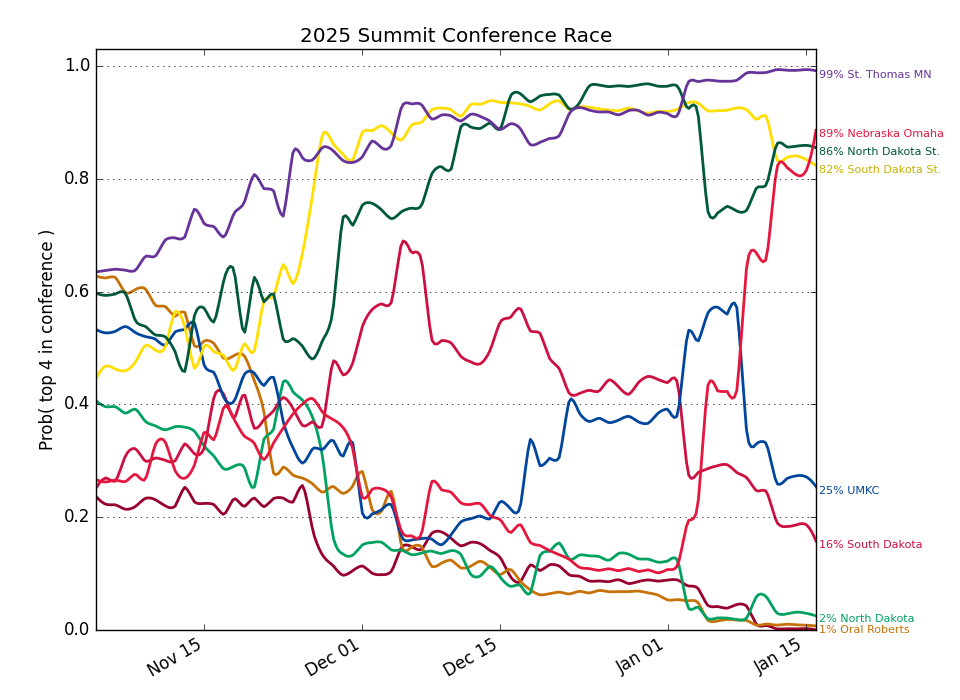 2025 Summit Conference Race
Prob( top 4 in conference )
1.0
0.8
0.6
0.4
0.2
0.0
Nov 15
Dec 01
Dec 15
Jan 01
Jan 15
99% St. Thomas MN
89% Nebraska Omaha
86% North Dakota St.
82% South Dakota St.
25% UMKC
16% South Dakota
2% North Dakota
1% Oral Roberts